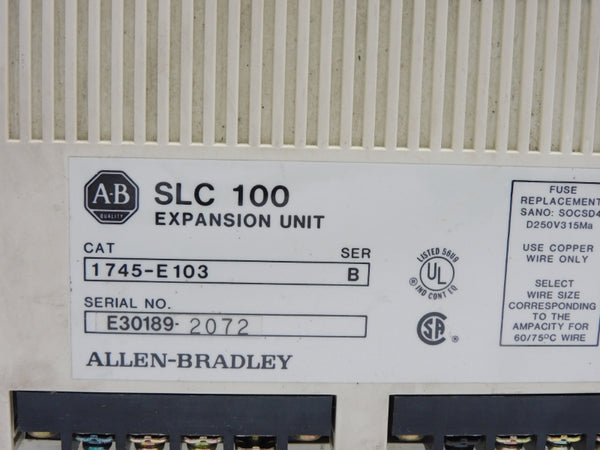 A-B
QUALITY
SLC 100
EXPANSION UNIT
CAT
SER
1745-E103
B
SERIAL NO.
E30189- 2072
ALLEN-BRADLEY
LISTED 5660
UL
®
IND CONT EQ
SA
®
FUSE
REPLACEMENT
SANO: SOCSD4
D250V315Ma
USE COPPER
WIRE ONLY
SELECT
WIRE SIZE
CORRESPONDING
TO THE
AMPACITY FOR
60/75°C WIRE